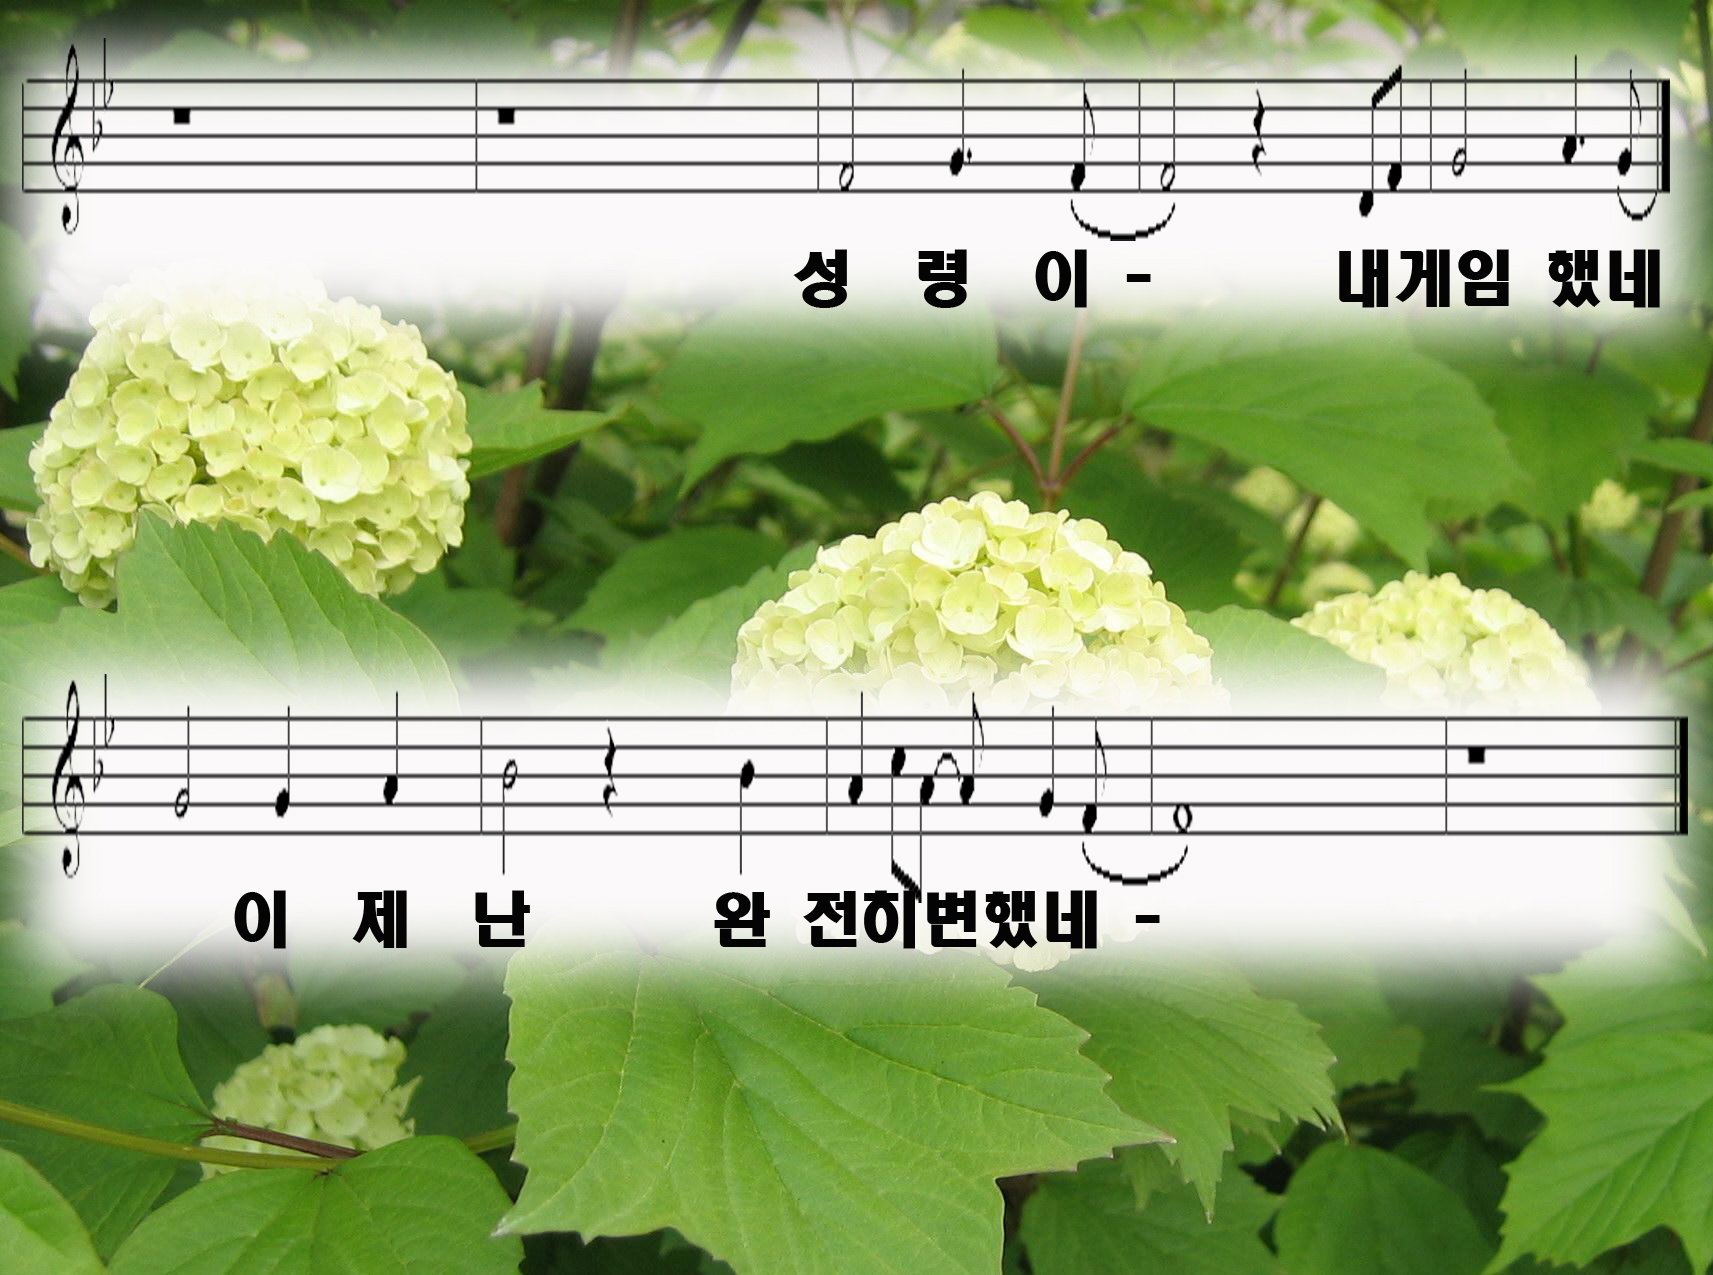 성 령 이 - 내게임 했네
이 제 난 완 전히변했네 -